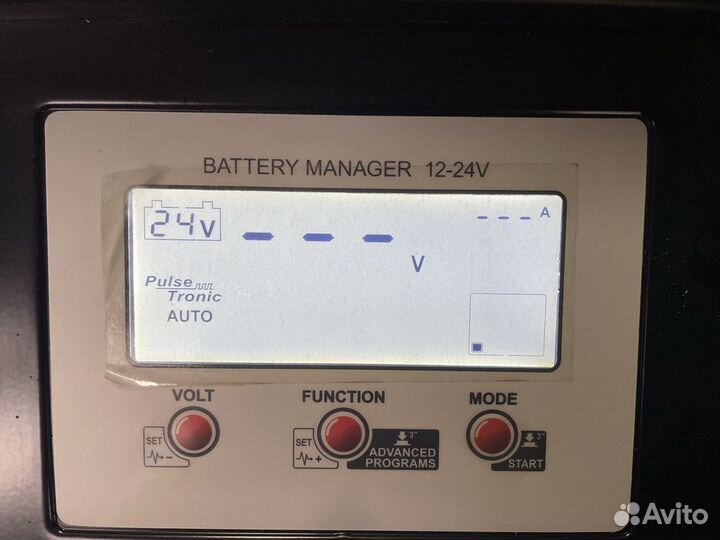 BATTERY MANAGER 12-24V
24V
--- V
--- A
Pulse
Tronic
AUTO
VOLT
FUNCTION
MODE
SET
-
SET
+
3"
ADVANCED
PROGRAMS
3"
START
Avito